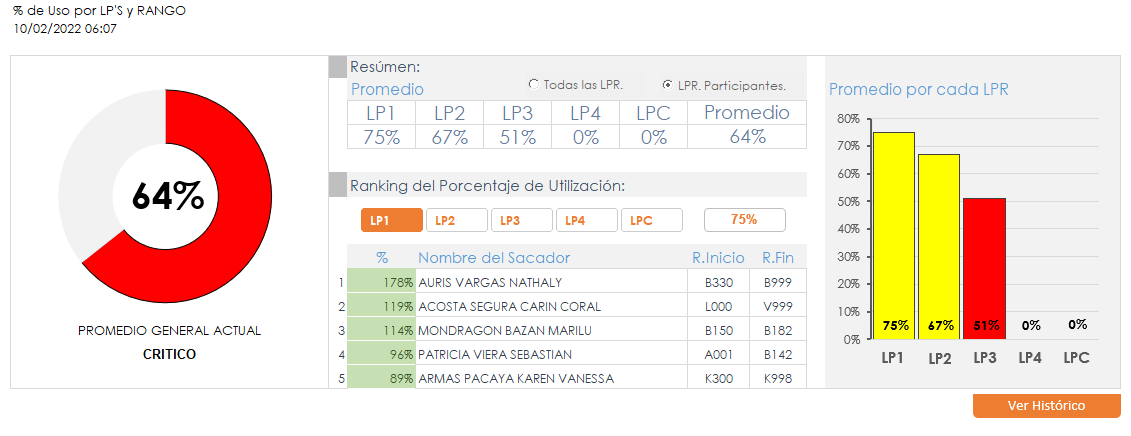 % de Uso por LP'S y RANGO
10/02/2022 06:07
64%
PROMEDIO GENERAL ACTUAL
CRITICO
Resúmen:
Promedio
Todas las LPR.
LPR. Participantes.
LP1 LP2 LP3 LP4 LPC Promedio
75% 67% 51% 0% 0% 64%
Ranking del Porcentaje de Utilización:
LP1 LP2 LP3 LP4 LPC 75%
% Nombre del Sacador R.Inicio R.Fin
1 178% AURIS VARGAS NATHALY B330 B999
2 119% ACOSTA SEGURA CARIN CORAL L000 V999
3 114% MONDRAGON BAZAN MARILU B150 B182
4 96% PATRICIA VIERA SEBASTIAN A001 B142
5 89% ARMAS PACAYA KAREN VANESSA K300 K998
Promedio por cada LPR
80%
70%
60%
50%
40%
30%
20%
10%
0%
75% 67% 51% 0% 0%
LP1 LP2 LP3 LP4 LPC
Ver Histórico